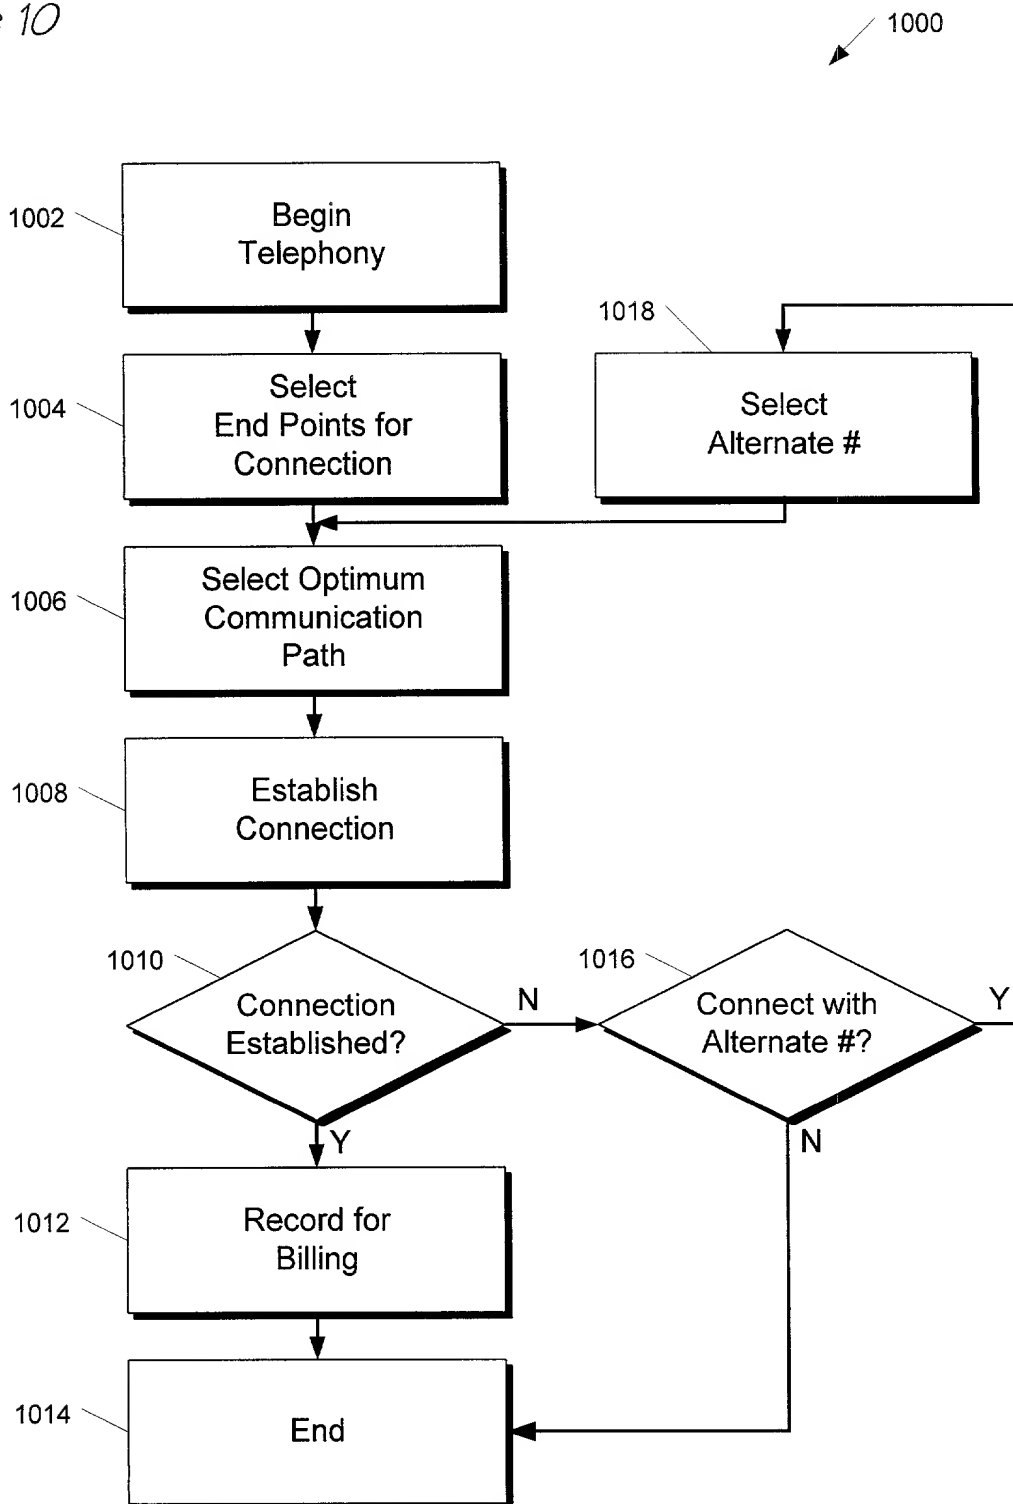 10
1000
1002
Begin
Telephony
1018
1004
Select
End Points for
Connection
Select
Alternate #
1006
Select Optimum
Communication
Path
1008
Establish
Connection
1010
Connection
Established?
N
1016
Connect with
Alternate #?
Y
Y
N
1012
Record for
Billing
1014
End